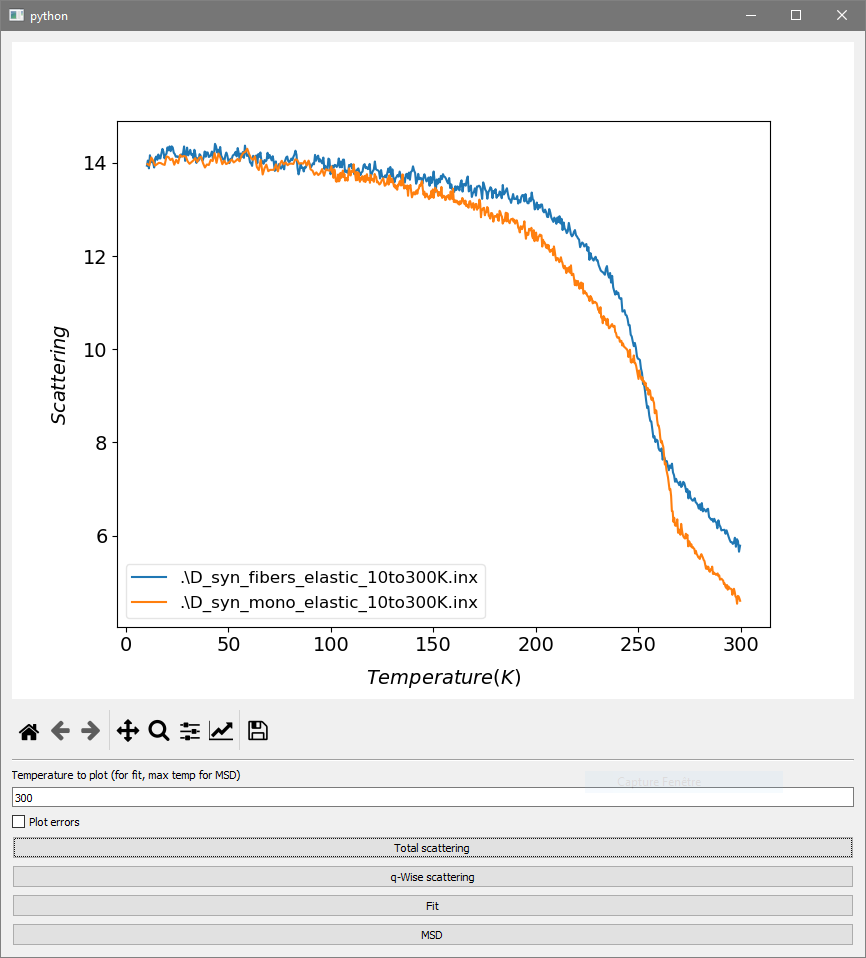 python
14
12
10
8
6
Scattering
.\D_syn_fibers_elastic_10to300K.inx
.\D_syn_mono_elastic_10to300K.inx
0 50 100 150 200 250 300
Temperature(K)
Temperature to plot (for fit, max temp for MSD)
Capture Fenêtre
300
Plot errors
Total scattering
q-Wise scattering
Fit
MSD